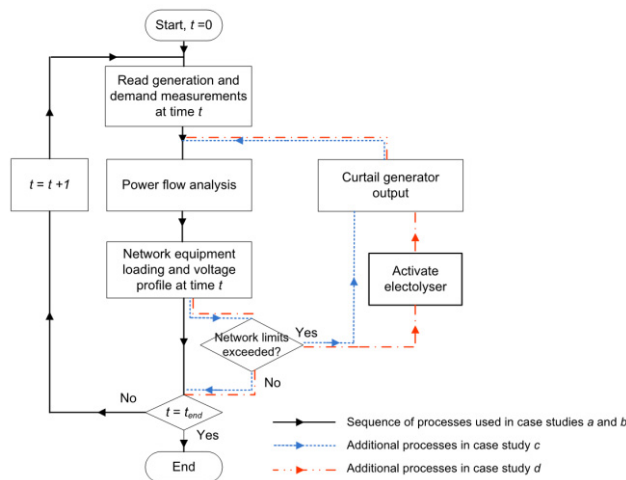 Start, t =0
Read generation and
demand measurements
at time t
t = t +1
Power flow analysis
Curtail generator
output
Network equipment
loading and voltage
profile at time t
Activate
electolyser
Network limits
exceeded?
Yes
No
No
t = tend
Yes
End
Sequence of processes used in case studies a and b
Additional processes in case study c
Additional processes in case study d